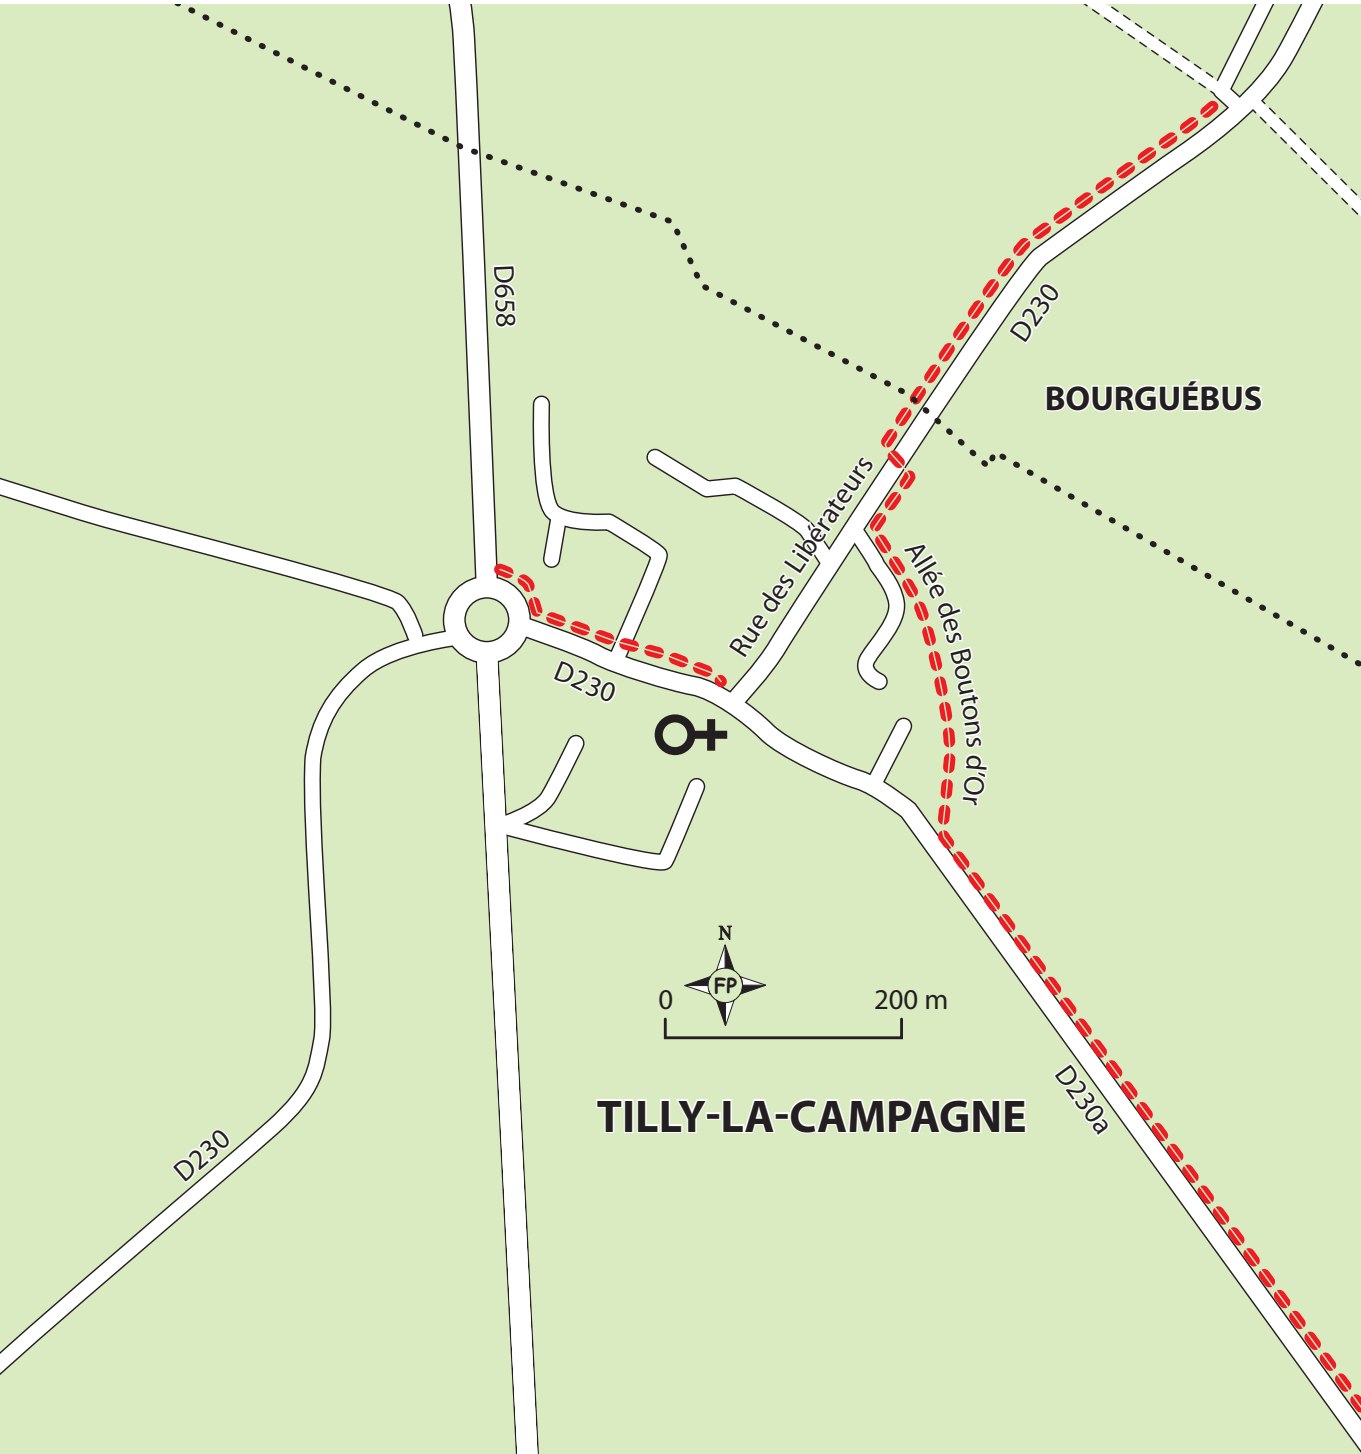 D658
D230
BOURGUÉBUS
Rue des Libérateurs
Allée des Boutons d'Or
D230
N
FP
0 200 m
D230a
TILLY-LA-CAMPAGNE
D230